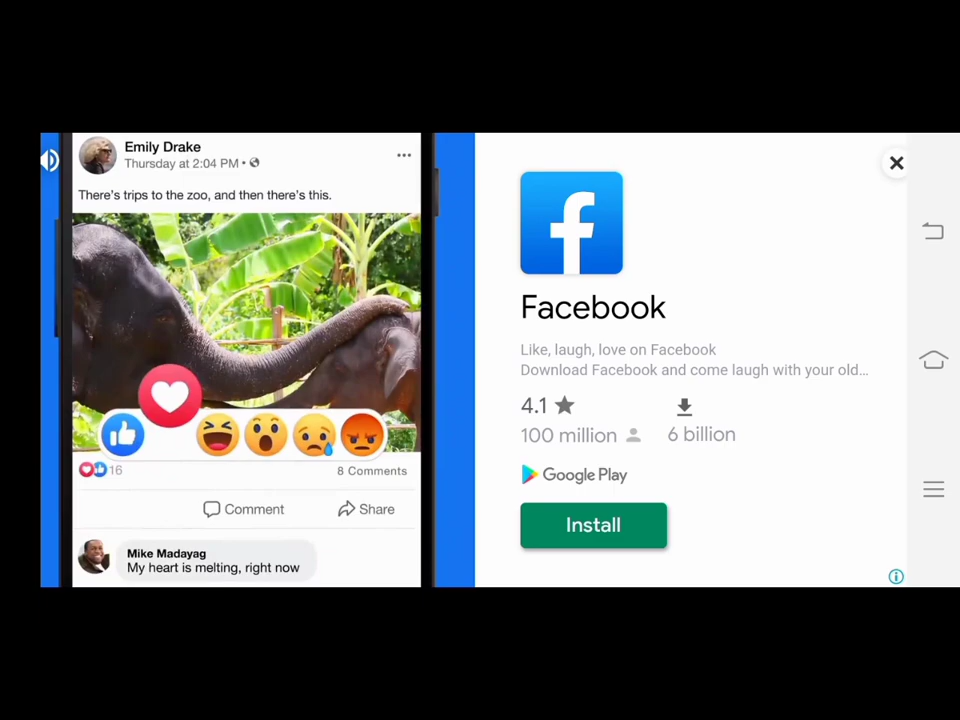 Emily Drake
Thursday at 2:04 PM •
There's trips to the zoo, and then there's this.
16
8 Comments
Comment
Share
Mike Madayag
My heart is melting, right now
f
Facebook
Like, laugh, love on Facebook
Download Facebook and come laugh with your old...
4.1
100 million
6 billion
Google Play
Install